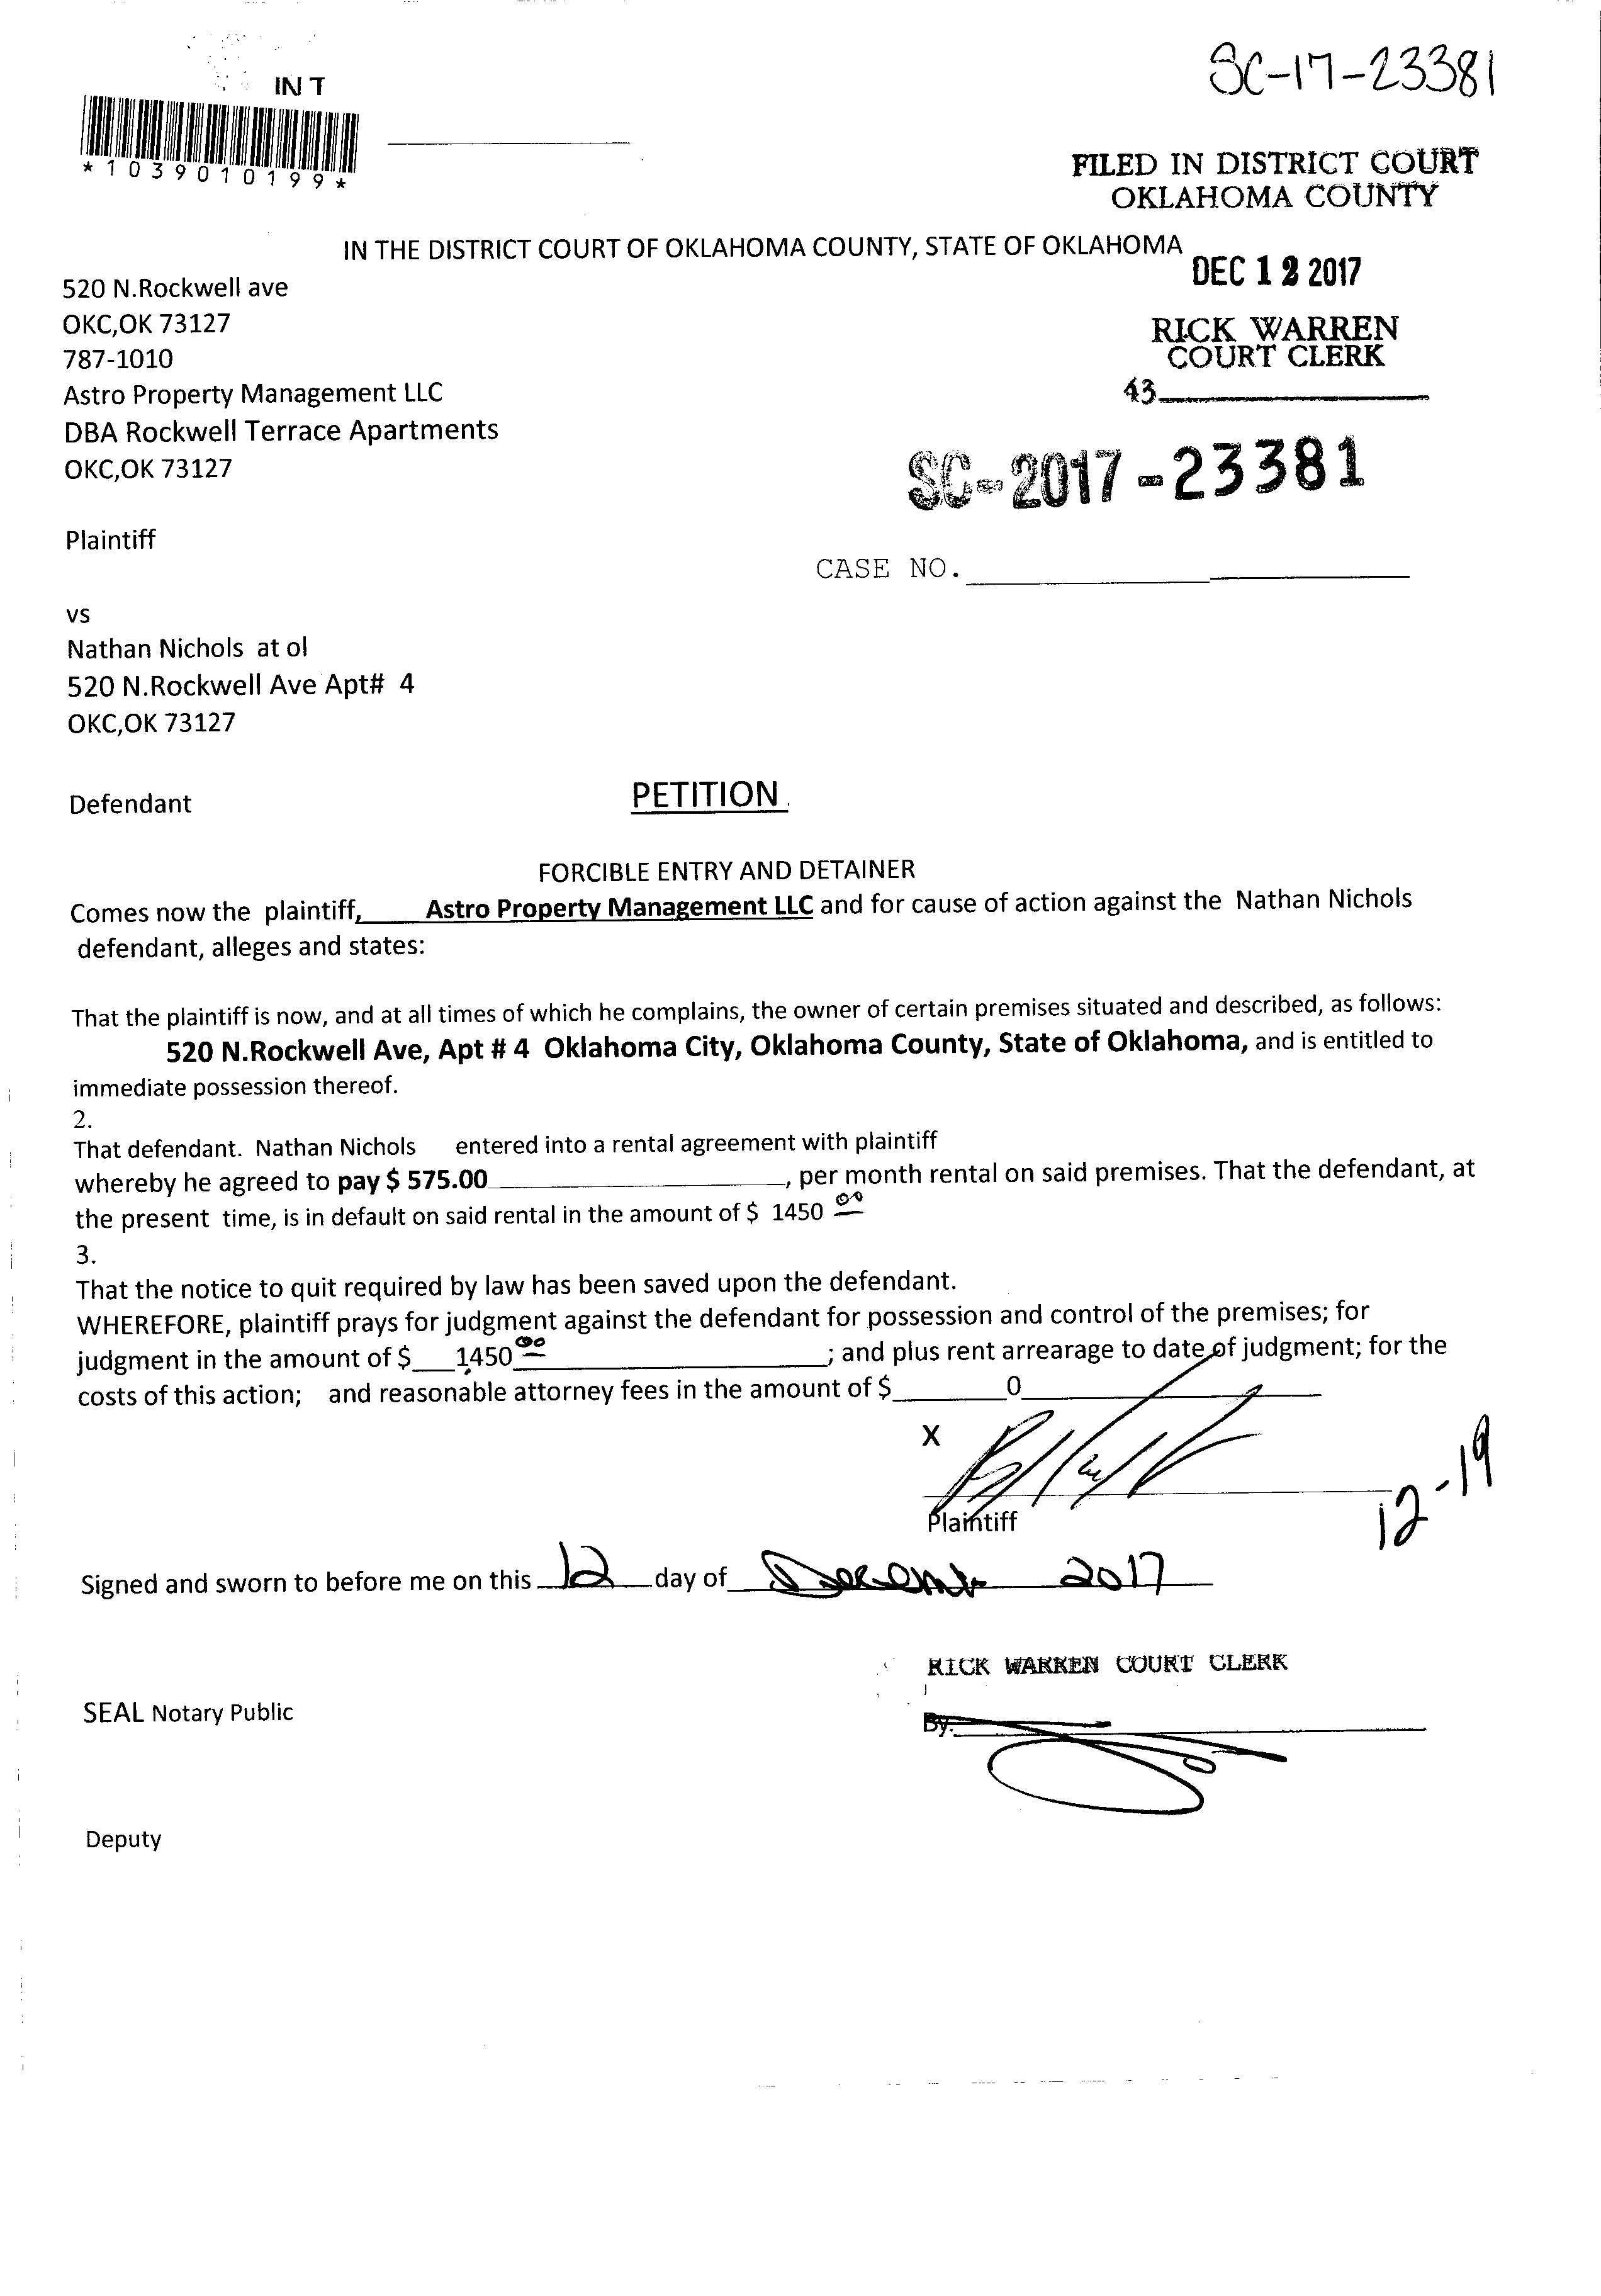 SC-17-23381
IN T
*1039010199*
FILED IN DISTRICT COURT
OKLAHOMA COUNTY
IN THE DISTRICT COURT OF OKLAHOMA COUNTY, STATE OF OKLAHOMA
DEC 12 2017
520 N.Rockwell ave
OKC,OK 73127
787-1010
Astro Property Management LLC
DBA Rockwell Terrace Apartments
OKC,OK 73127
RICK WARREN
COURT CLERK
43
SC-2017-23381
Plaintiff
CASE NO.
vs
Nathan Nichols at ol
520 N.Rockwell Ave Apt# 4
OKC,OK 73127
Defendant
PETITION
FORCIBLE ENTRY AND DETAINER
Comes now the plaintiff, Astro Property Management LLC and for cause of action against the Nathan Nichols
defendant, alleges and states:
That the plaintiff is now, and at all times of which he complains, the owner of certain premises situated and described, as follows:
520 N.Rockwell Ave, Apt # 4 Oklahoma City, Oklahoma County, State of Oklahoma, and is entitled to
immediate possession thereof.
2.
That defendant. Nathan Nichols entered into a rental agreement with plaintiff
whereby he agreed to pay $ 575.00, per month rental on said premises. That the defendant, at
the present time, is in default on said rental in the amount of $ 1450 00
3.
That the notice to quit required by law has been saved upon the defendant.
WHEREFORE, plaintiff prays for judgment against the defendant for possession and control of the premises; for
judgment in the amount of $ 1450 00 ; and plus rent arrearage to date of judgment; for the
costs of this action; and reasonable attorney fees in the amount of $ 0
X
Plaintiff
12-19
Signed and sworn to before me on this 12 day of December 2017
RICK WARREN COURT CLERK
SEAL Notary Public
By.
Deputy